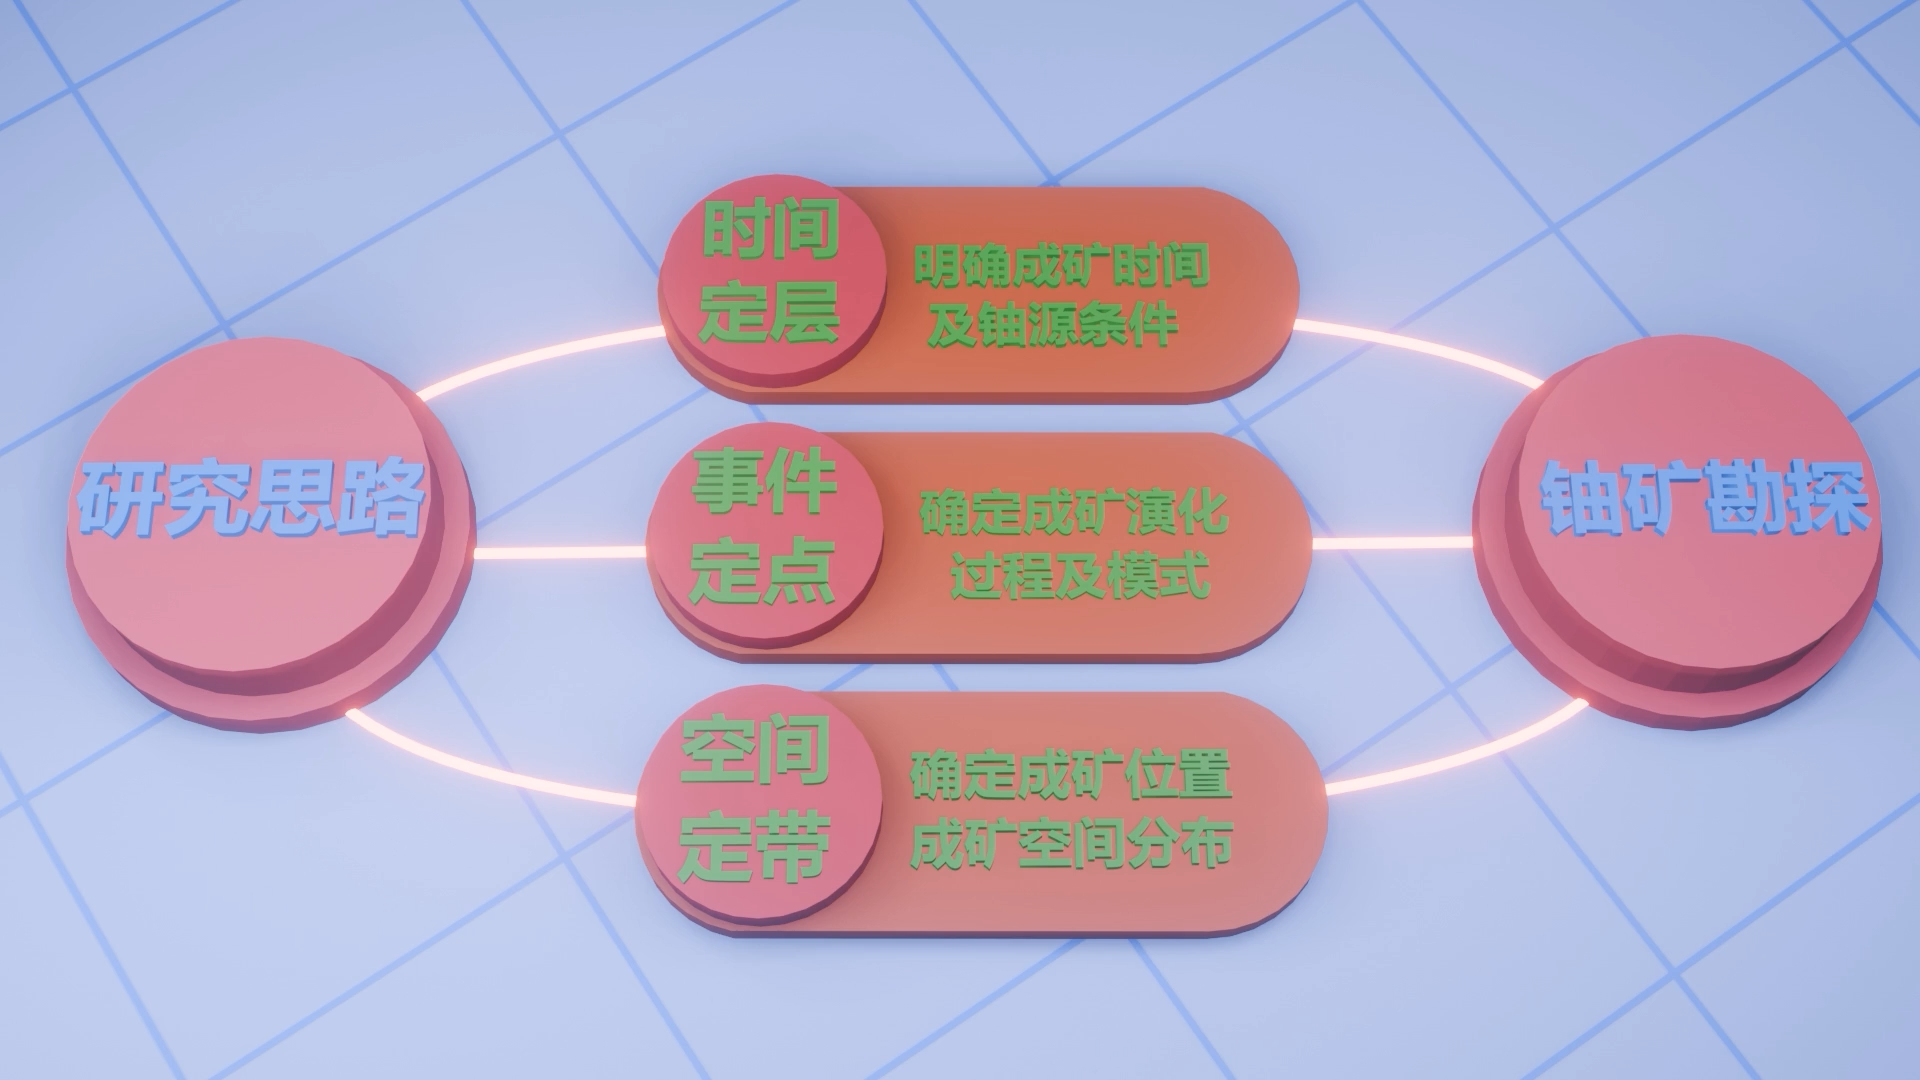 研究思路
时间
定层
明确成矿时间
及铀源条件
事件
定点
确定成矿演化
过程及模式
空间
定带
确定成矿位置
成矿空间分布
铀矿勘探